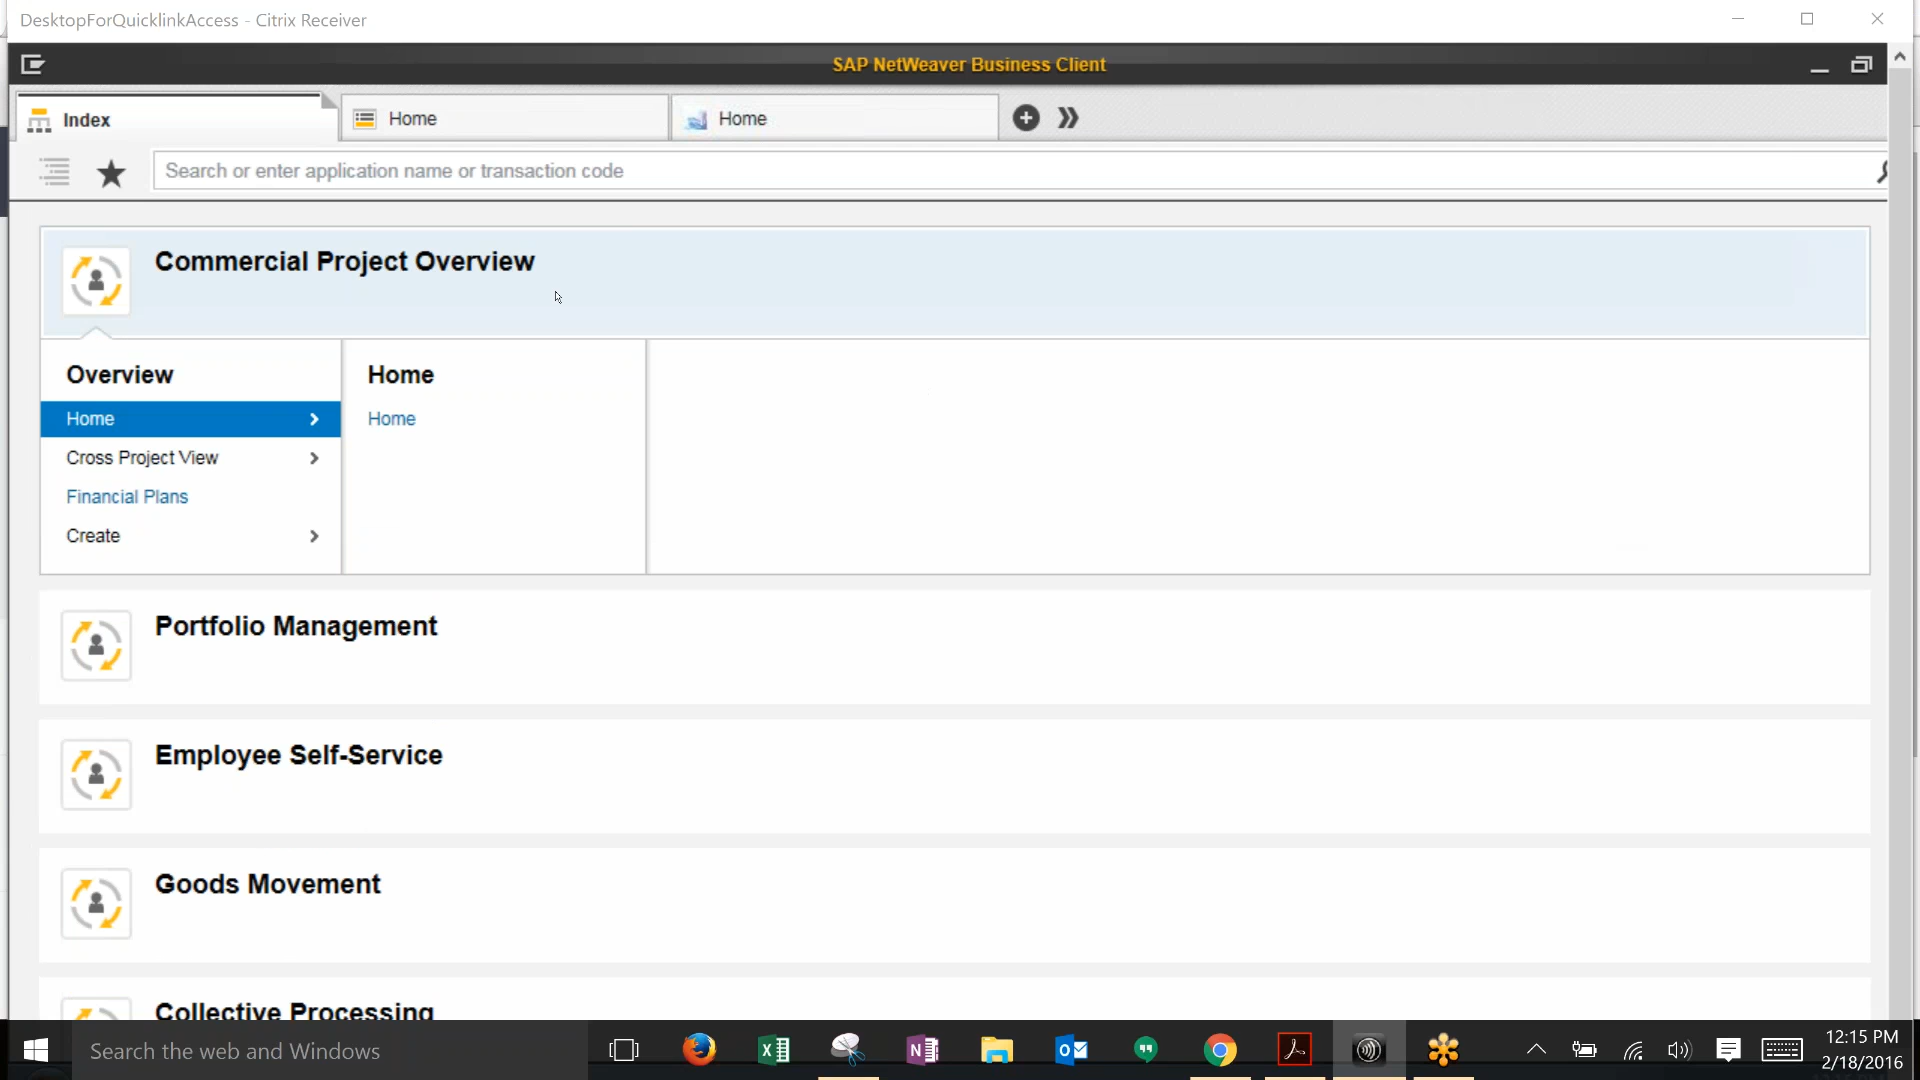 DesktopForQuicklinkAccess - Citrix Receiver
SAP NetWeaver Business Client
Index
Home
Home
Search or enter application name or transaction code
Commercial Project Overview
Overview
Home
Home
Home
Cross Project View
Financial Plans
Create
Portfolio Management
Employee Self-Service
Goods Movement
Collective Processing
Search the web and Windows
12:15 PM
2/18/2016